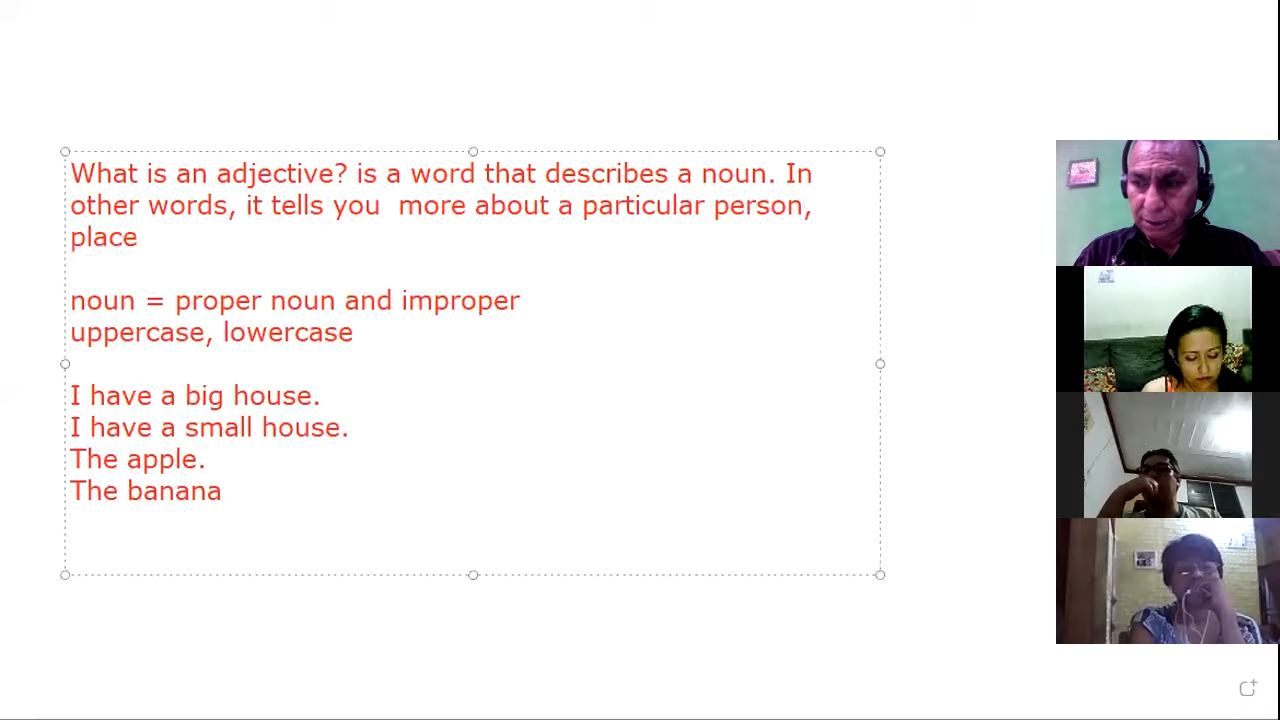 What is an adjective? is a word that describes a noun. In
other words, it tells you  more about a particular person,
place
noun = proper noun and improper
uppercase, lowercase
I have a big house.
I have a small house.
The apple.
The banana